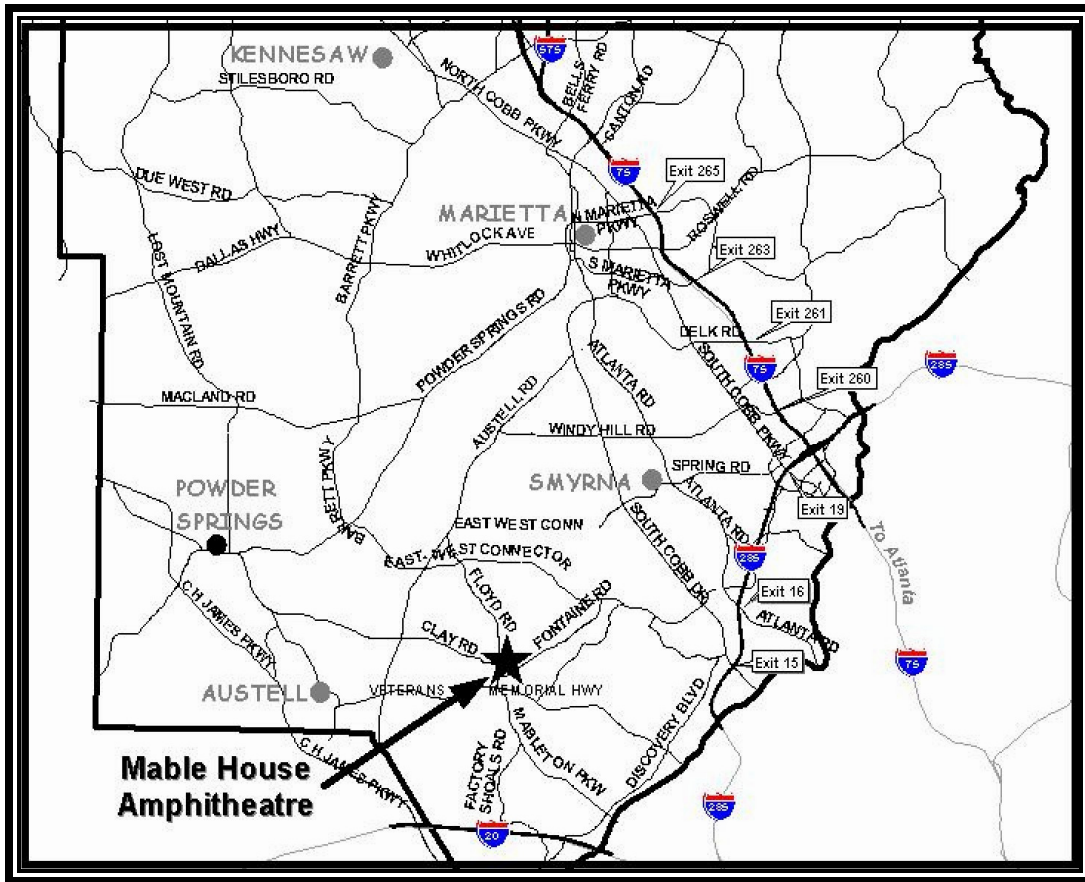 KENNESAW
STILESBORO RD
NORTH COBB PKWY
575
BELLS
FERRY RD
CANTON RD
75
Exit 265
DUE WEST RD
BARRETT PKWY
MARIETTA
N MARIETTA
PKWY
ROSWELL RD
LOST MOUNTAIN RD
DALLAS HWY
WHITLOCK AVE
Exit 263
S MARIETTA
PKWY
POWDER SPRINGS RD
Exit 261
DELK RD
ATLANTA RD
SOUTH COBB PKWY
75
285
Exit 260
MACLAND RD
AUSTELL RD
WINDY HILL RD
SPRING RD
SMYRNA
POWDER
SPRINGS
BARRETT PKWY
ATLANTA RD
Exit 19
EAST WEST CONN
SOUTH COBB DR
To Atlanta
EAST-WEST CONNECTOR
285
C H JAMES PKWY
FLOYD RD
FONTAINE RD
Exit 16
CLAY RD
ATLANTA RD
Exit 15
75
AUSTELL
VETERANS
MEMORIAL HWY
DISCOVERY BLVD
MABLETON PKW
FACTORY
SHOALS RD
C H JAMES PKWY
Mable House
Amphitheatre
285
20